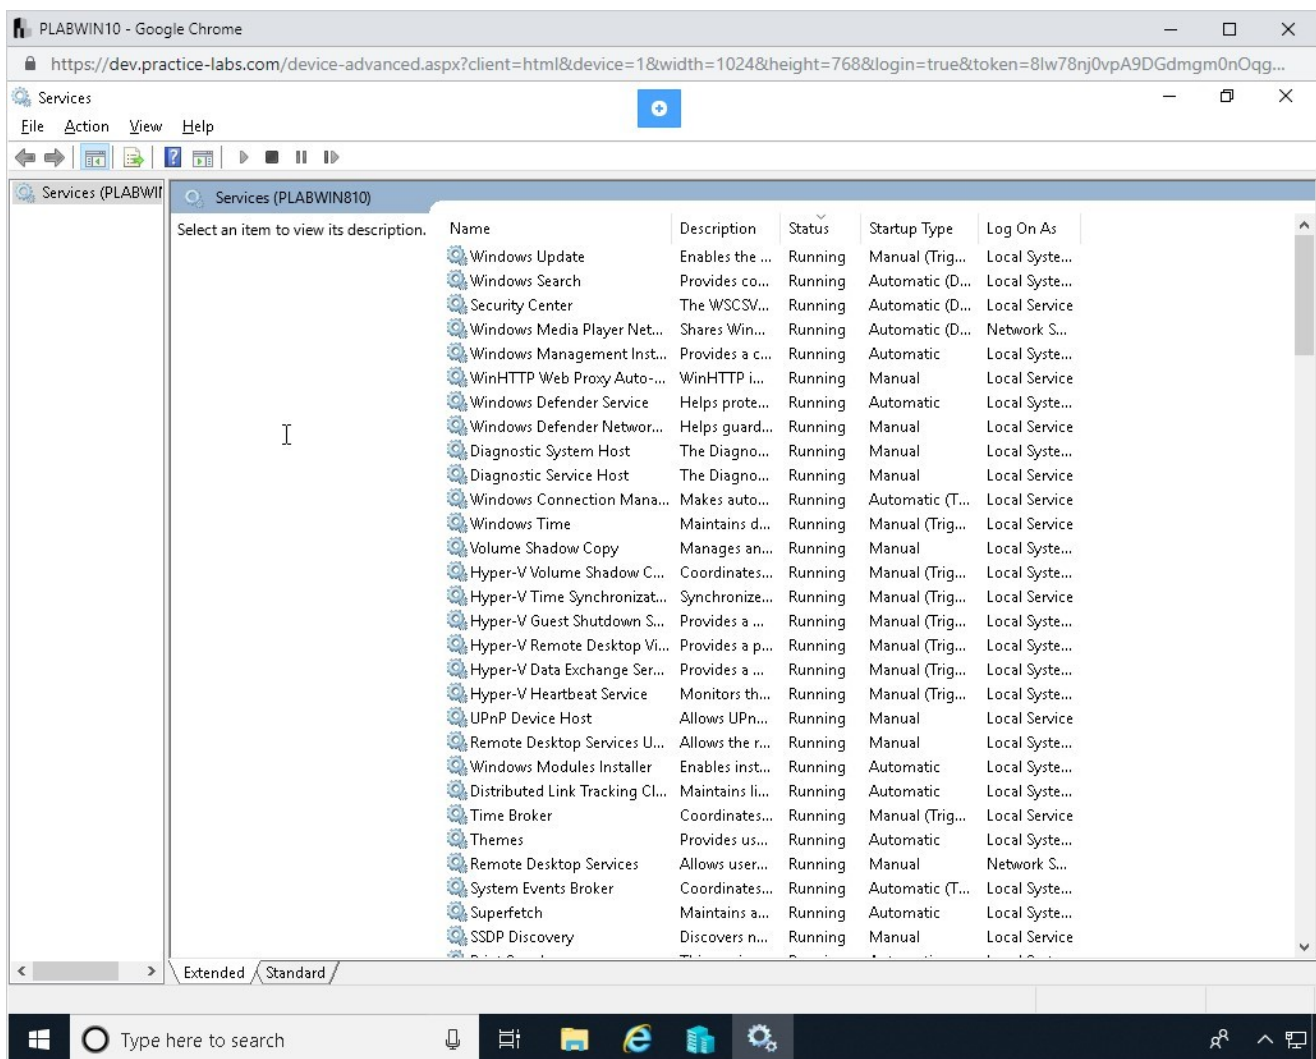 PLABWIN10 - Google Chrome
https://dev.practice-labs.com/device-advanced.aspx?client=html&device=1&width=1024&height=768&login=true&token=8lw78nj0vpA9DGdmgm0nOqg...
Services
File Action View Help
Services (PLABWIN
Services (PLABWIN810)
Select an item to view its description.
Name Description Status Startup Type Log On As
Windows Update Enables the ... Running Manual (Trig... Local Syste...
Windows Search Provides co... Running Automatic (D... Local Syste...
Security Center The WSCSV... Running Automatic (D... Local Service
Windows Media Player Net... Shares Win... Running Automatic (D... Network S...
Windows Management Inst... Provides a c... Running Automatic Local Syste...
WinHTTP Web Proxy Auto-... WinHTTP i... Running Manual Local Service
Windows Defender Service Helps prote... Running Automatic Local Syste...
Windows Defender Networ... Helps guard... Running Manual Local Service
Diagnostic System Host The Diagno... Running Manual Local Syste...
Diagnostic Service Host The Diagno... Running Manual Local Service
Windows Connection Mana... Makes auto... Running Automatic (T... Local Service
Windows Time Maintains d... Running Manual (Trig... Local Service
Volume Shadow Copy Manages an... Running Manual Local Syste...
Hyper-V Volume Shadow C... Coordinates... Running Manual (Trig... Local Syste...
Hyper-V Time Synchronizat... Synchronize... Running Manual (Trig... Local Service
Hyper-V Guest Shutdown S... Provides a ... Running Manual (Trig... Local Syste...
Hyper-V Remote Desktop Vi... Provides a p... Running Manual (Trig... Local Syste...
Hyper-V Data Exchange Ser... Provides a ... Running Manual (Trig... Local Syste...
Hyper-V Heartbeat Service Monitors th... Running Manual (Trig... Local Syste...
UPnP Device Host Allows UPn... Running Manual Local Service
Remote Desktop Services U... Allows the r... Running Manual Local Syste...
Windows Modules Installer Enables inst... Running Automatic Local Syste...
Distributed Link Tracking Cl... Maintains li... Running Automatic Local Syste...
Time Broker Coordinates... Running Manual (Trig... Local Service
Themes Provides us... Running Automatic Local Syste...
Remote Desktop Services Allows user... Running Manual Network S...
System Events Broker Coordinates... Running Automatic (T... Local Syste...
Superfetch Maintains a... Running Automatic Local Syste...
SSDP Discovery Discovers n... Running Manual Local Service
Extended Standard
Type here to search